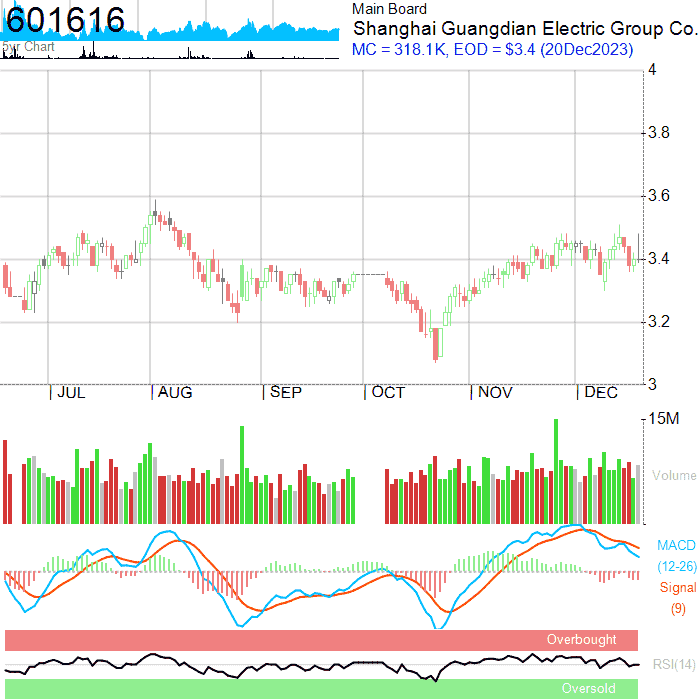 601616
5yr Chart
Main Board
Shanghai Guangdian Electric Group Co.
MC = 318.1K, EOD = $3.4 (20Dec2023)
4
3.8
3.6
3.4
3.2
3
JUL
AUG
SEP
OCT
NOV
DEC
15M
Volume
MACD
(12-26)
Signal
(9)
Overbought
RSI(14)
Oversold